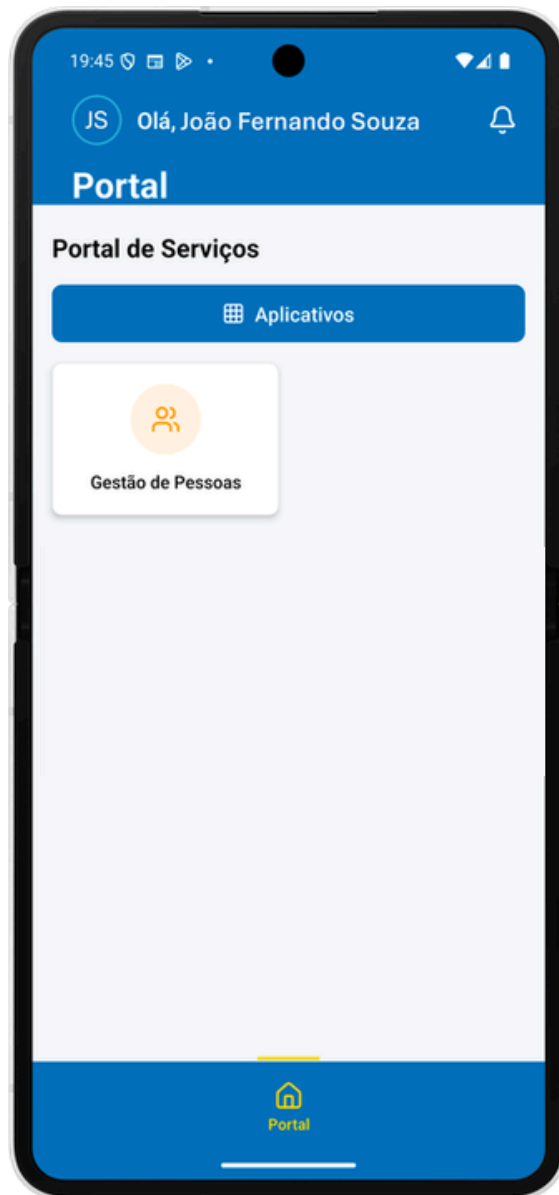 19:45
JS Olá, João Fernando Souza
Portal
Portal de Serviços
Aplicativos
Gestão de Pessoas
Portal